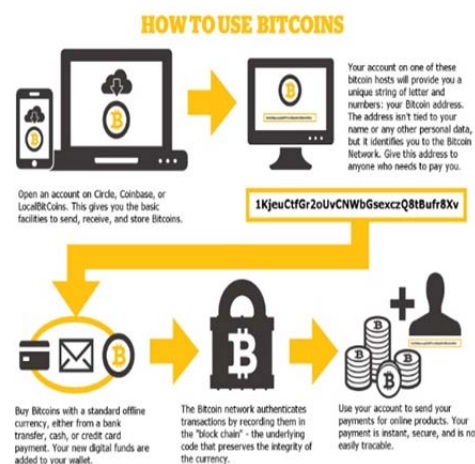 HOW TO USE BITCOINS
Open an account on Circle, Coinbase, or
LocalBitCoins. This gives you the basic
facilities to send, receive, and store Bitcoins.
Your account on one of these
bitcoin hosts will provide you a
unique string of letter and
numbers: your Bitcoin address.
The address isn't tied to your
name or any other personal data,
but it identifies you to the Bitcoin
Network. Give this address to
anyone who needs to pay you.
1KjeuCtfGr2oUvCNWbGsexczQ8tBufr8Xv
Buy Bitcoins with a standard offline
currency, either from a bank
transfer, cash, or credit card
payment. Your new digital funds are
added to your wallet.
The Bitcoin network authenticates
transactions by recording them in
the "block chain" - the underlying
code that preserves the integrity of
the currency.
Use your account to send your
payments for online products. Your
payment is instant, secure, and is no
easily tracable.